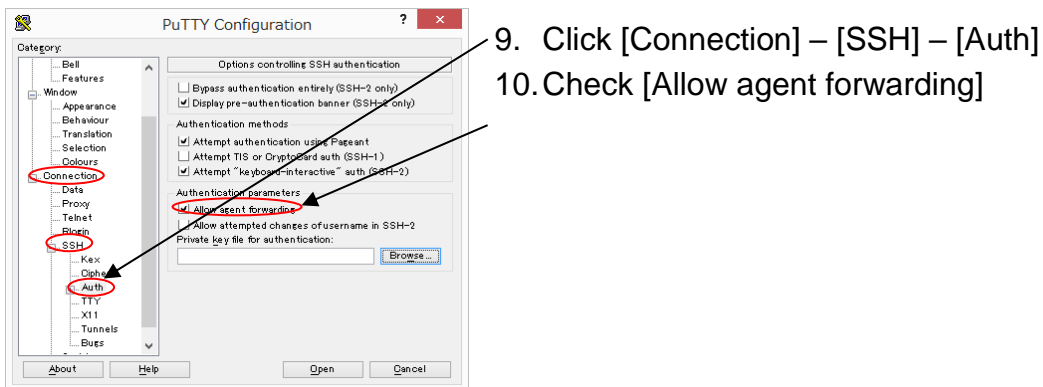 PuTTY Configuration
?
×
Category:
Bell
Features
Window
Appearance
Behaviour
Translation
Selection
Colours
Connection
Data
Proxy
Telnet
Rlogin
SSH
Kex
Cipher
Auth
TTY
X11
Tunnels
Bugs
Options controlling SSH authentication
Bypass authentication entirely (SSH-2 only)
Display pre-authentication banner (SSH-2 only)
Authentication methods
Attempt authentication using Pageant
Attempt TIS or CryptoCard auth (SSH-1)
Attempt "keyboard-interactive" auth (SSH-2)
Authentication parameters
Allow agent forwarding
Allow attempted changes of username in SSH-2
Private key file for authentication:
Browse...
About
Help
Open
Cancel
9. Click [Connection] – [SSH] – [Auth]
10. Check [Allow agent forwarding]